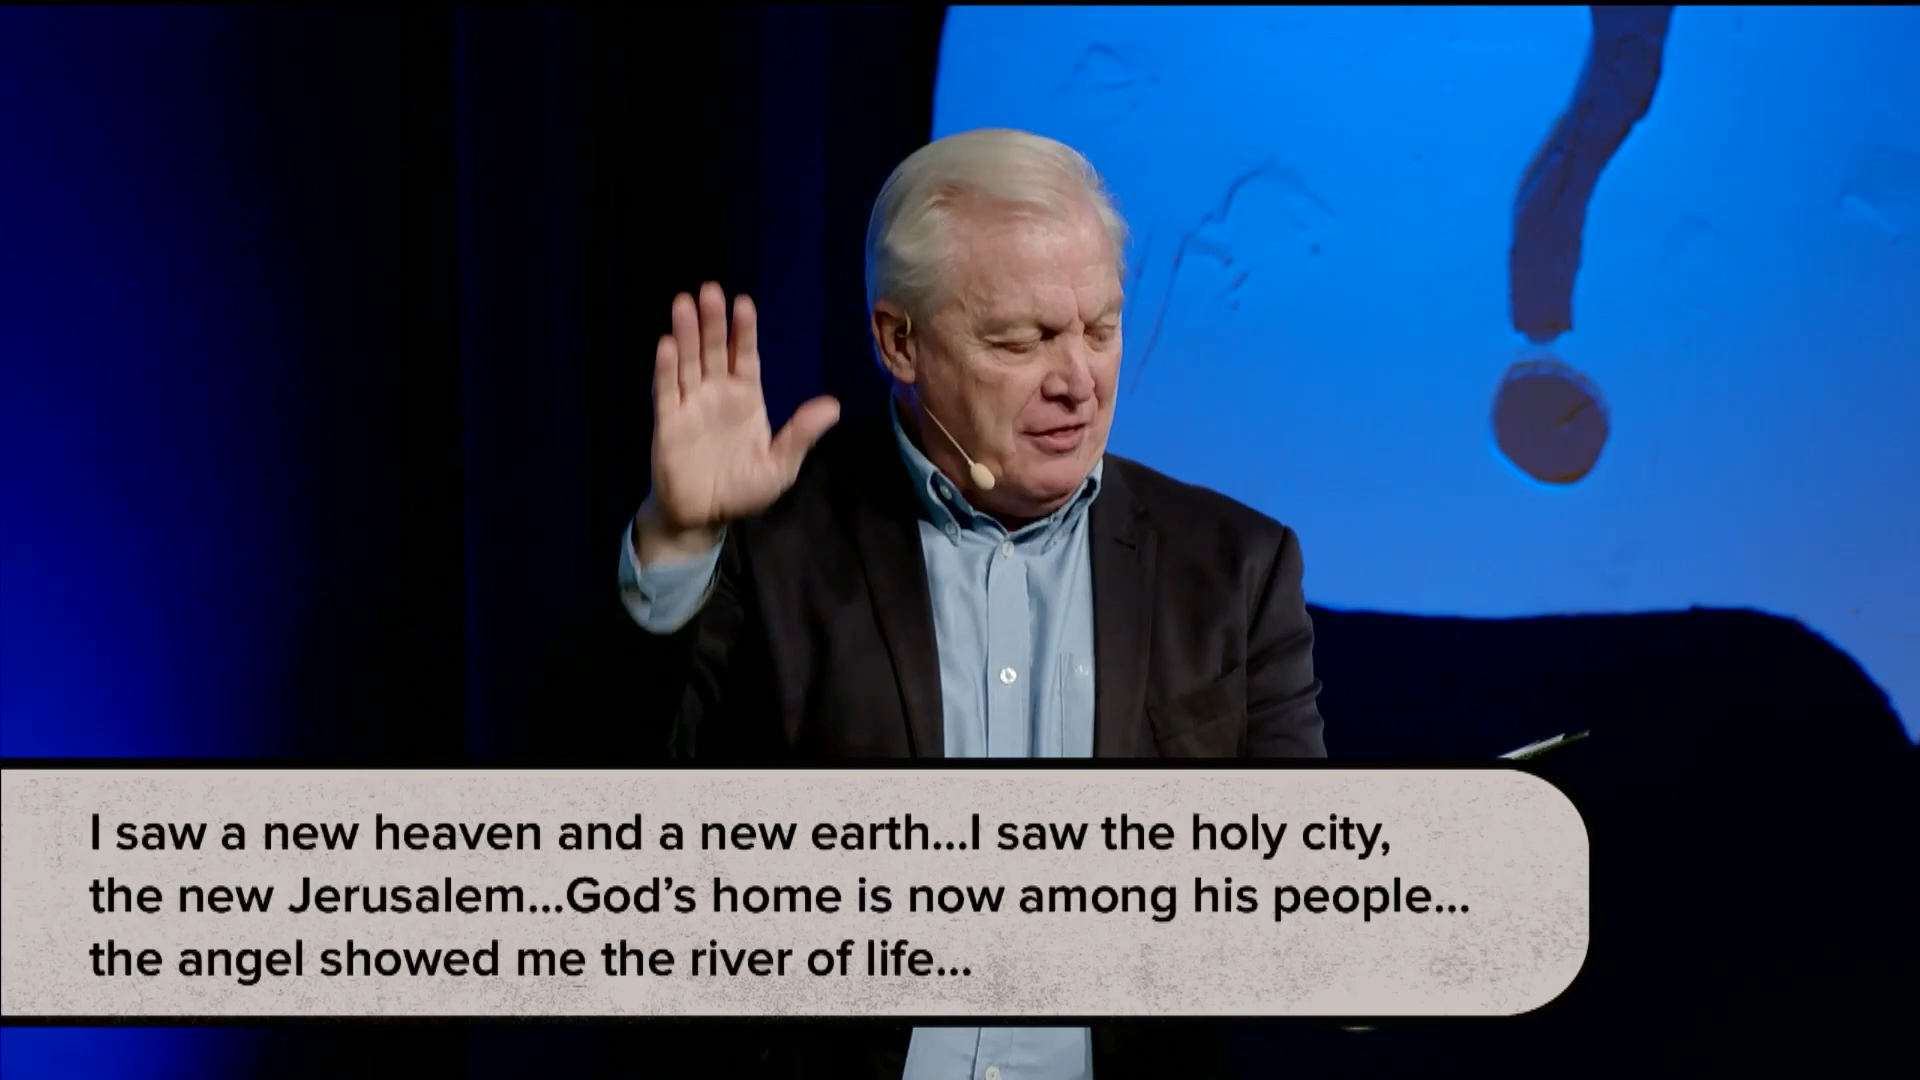 I saw a new heaven and a new earth...I saw the holy city,
the new Jerusalem...God’s home is now among his people...
the angel showed me the river of life...